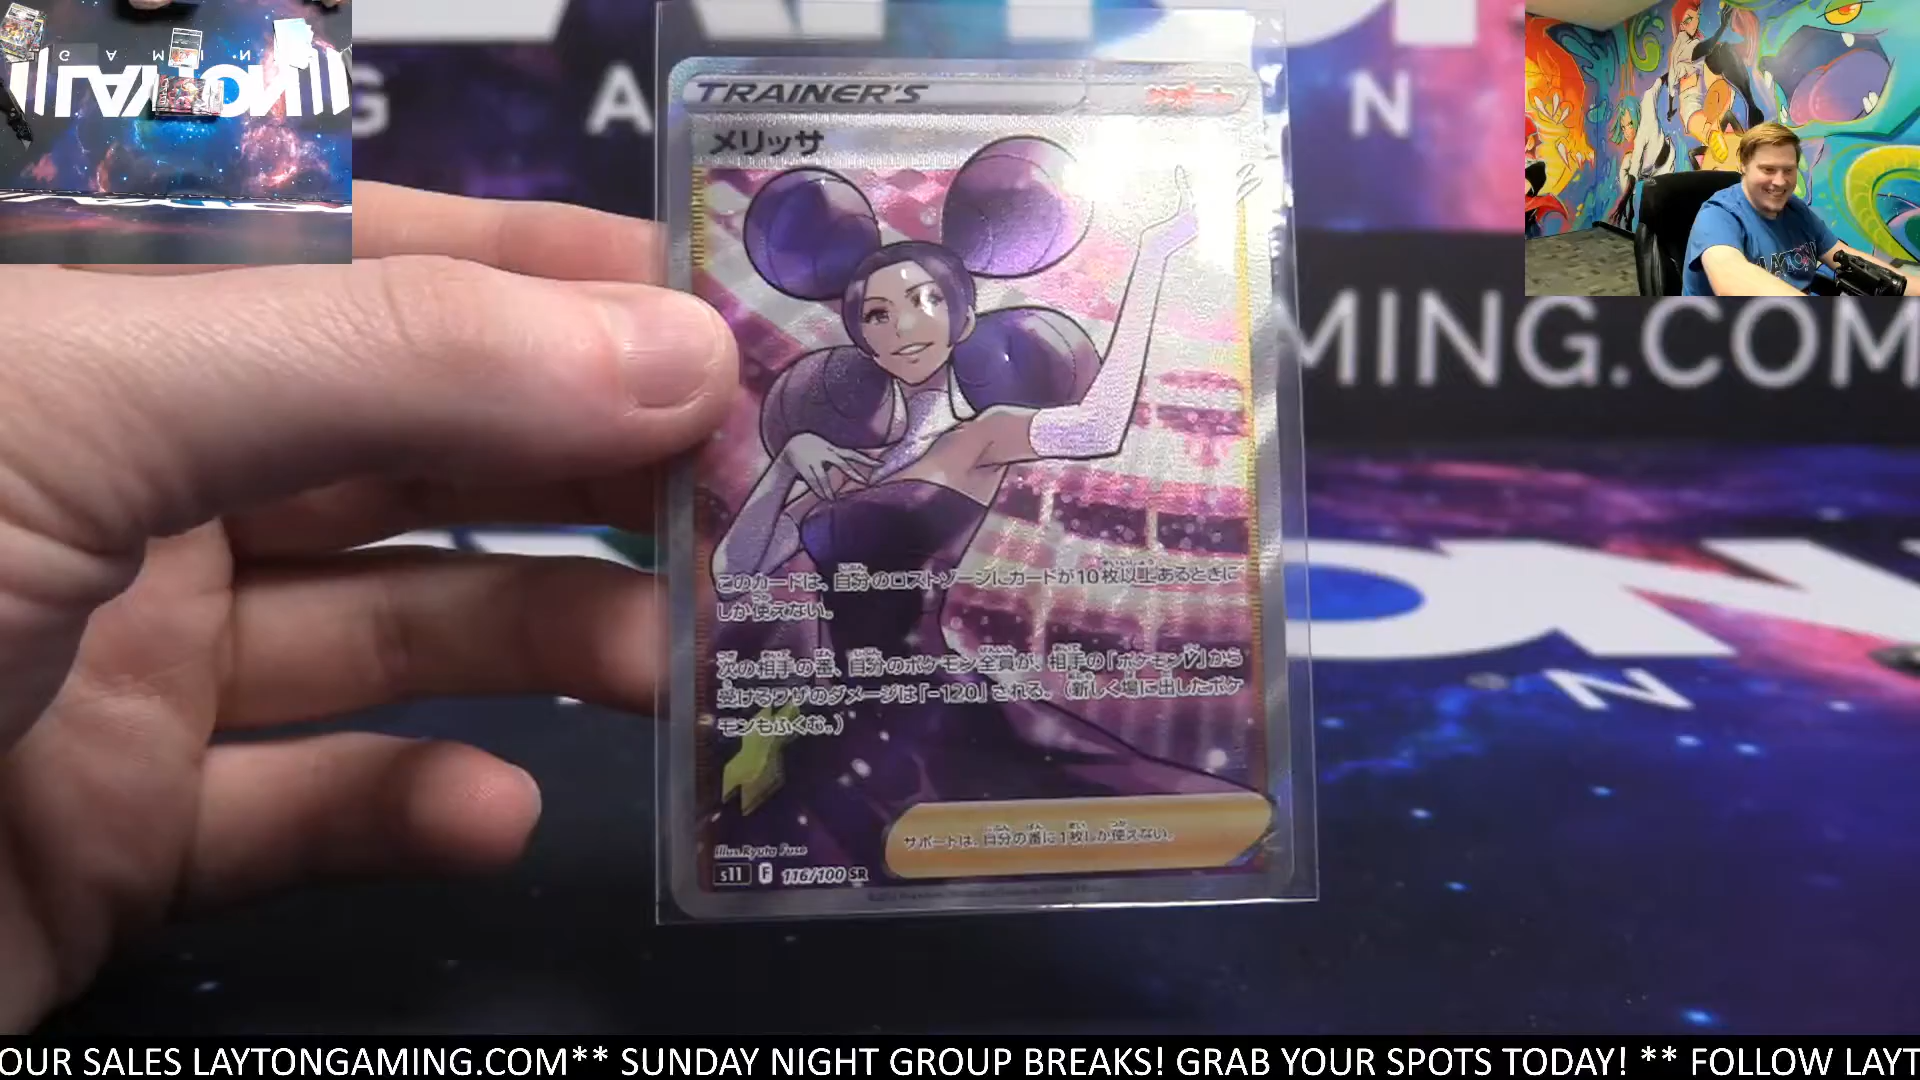 GAMIN
LAYTON
TRAINER'S
メリッサ
A
N
MING.COM
このカードは、自分のロストゾーンにカードが10枚以上あるときに
しか使えない。
次の相手の番、自分のポケモン全員が、相手の「ポケモンV」から
受けるワザのダメージは「-120」される。（新しく場に出したポケ
モンもふくむ。）
サポートは、自分の番に1枚しか使えない。
Illus. Ryuta Fuse
s11 F 116/100 SR
N
OUR SALES LAYTONGAMING.COM** SUNDAY NIGHT GROUP BREAKS! GRAB YOUR SPOTS TODAY! ** FOLLOW LAYT